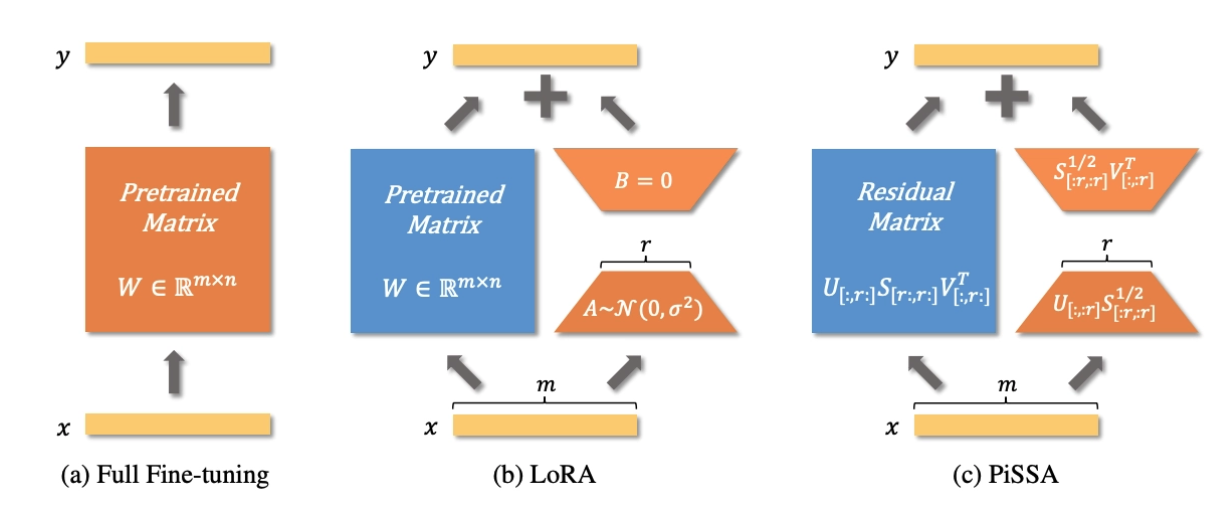 y
Pretrained
Matrix
W ∈ ℝ^{m×n}
x
(a) Full Fine-tuning
y
Pretrained
Matrix
W ∈ ℝ^{m×n}
B = 0
r
A~𝒩(0, σ²)
m
x
(b) LoRA
y
Residual
Matrix
U_{[:,r:]}S_{[r:,r:]}V^T_{[:,r:]}
S^{1/2}_{[:r,:r]}V^T_{[:,:r]}
r
U_{[:,:r]}S^{1/2}_{[:r,:r]}
m
x
(c) PiSSA